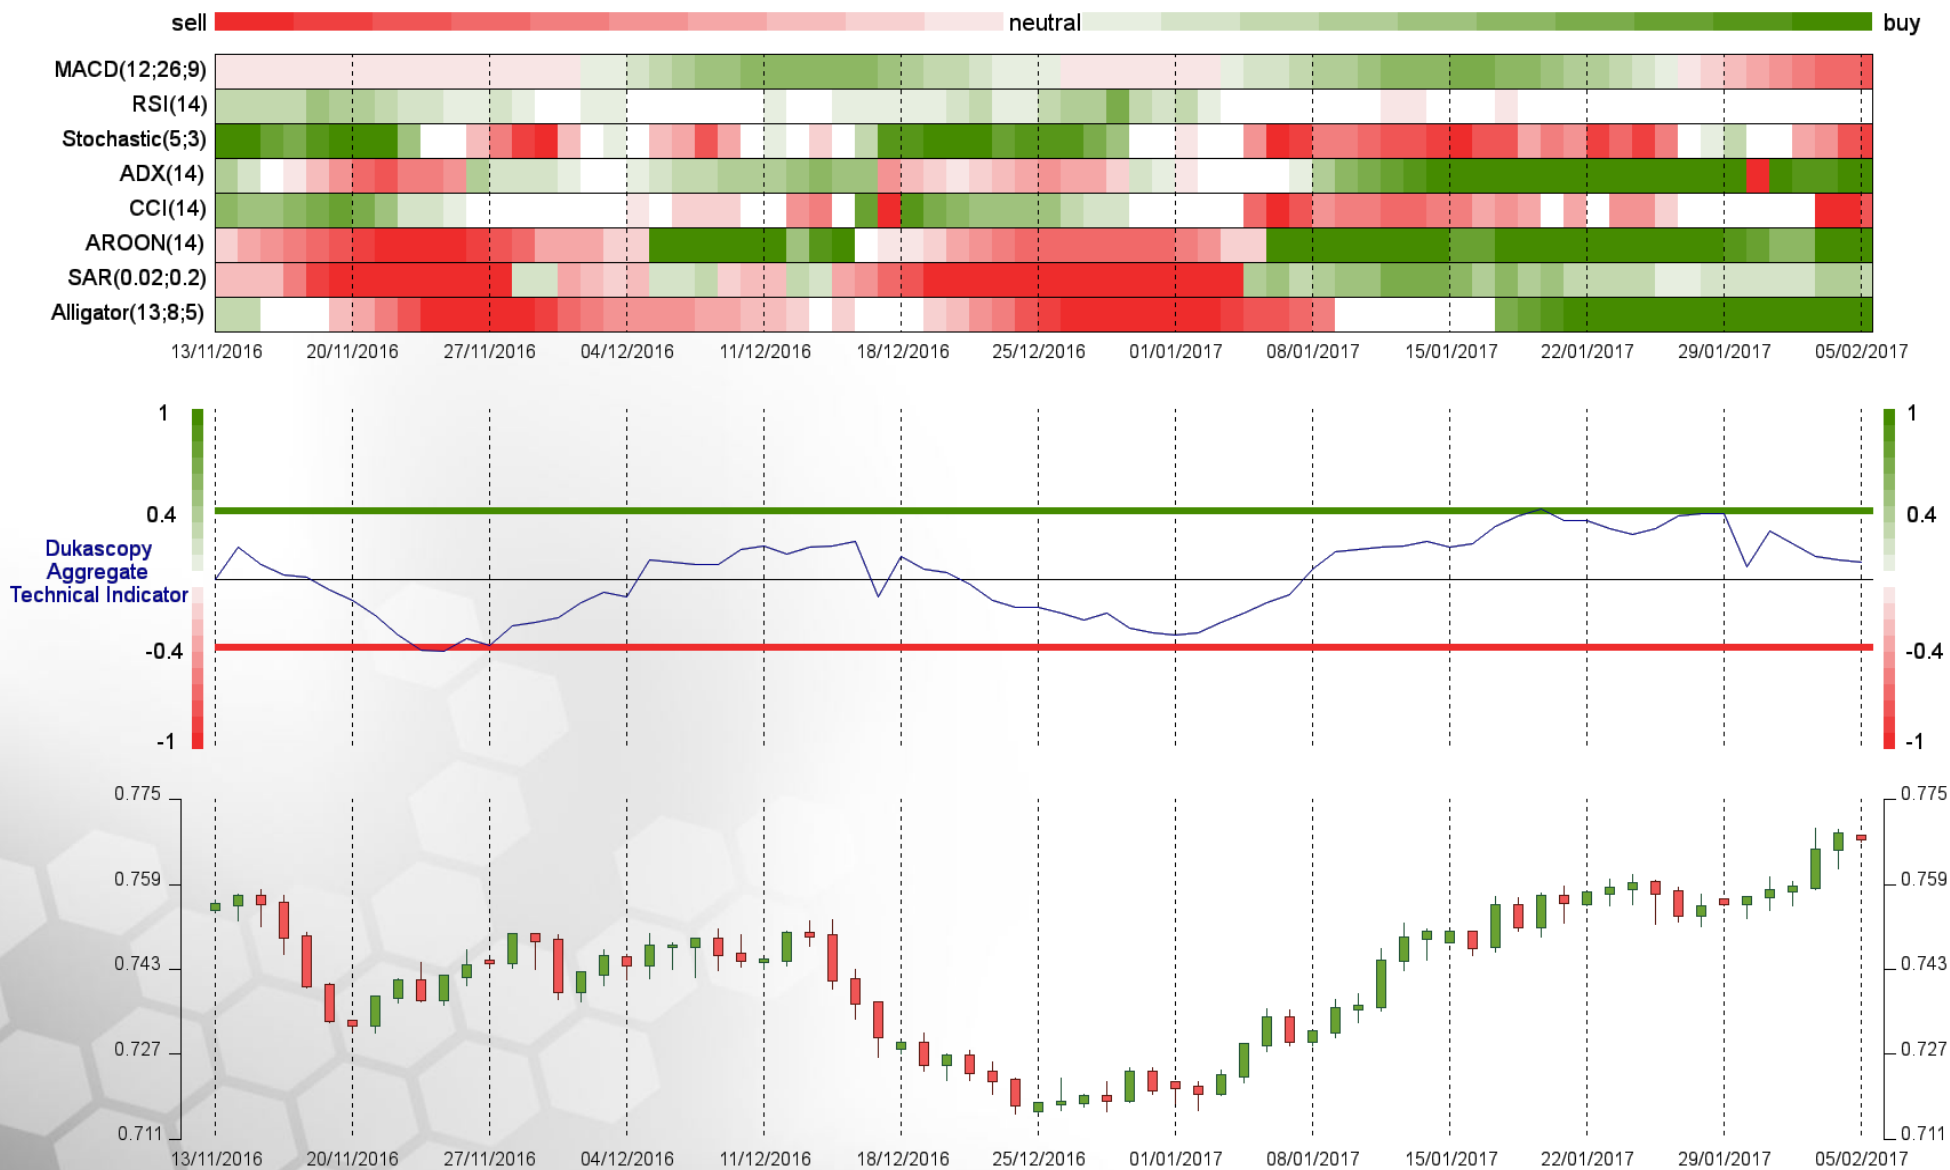 sell neutral buy
MACD(12;26;9)
RSI(14)
Stochastic(5;3)
ADX(14)
CCI(14)
AROON(14)
SAR(0.02;0.2)
Alligator(13;8;5)
13/11/2016 20/11/2016 27/11/2016 04/12/2016 11/12/2016 18/12/2016 25/12/2016 01/01/2017 08/01/2017 15/01/2017 22/01/2017 29/01/2017 05/02/2017
1 1
0.4 0.4
Dukascopy
Aggregate
Technical Indicator
-0.4 -0.4
-1 -1
0.775 0.775
0.759 0.759
0.743 0.743
0.727 0.727
0.711 0.711
13/11/2016 20/11/2016 27/11/2016 04/12/2016 11/12/2016 18/12/2016 25/12/2016 01/01/2017 08/01/2017 15/01/2017 22/01/2017 29/01/2017 05/02/2017